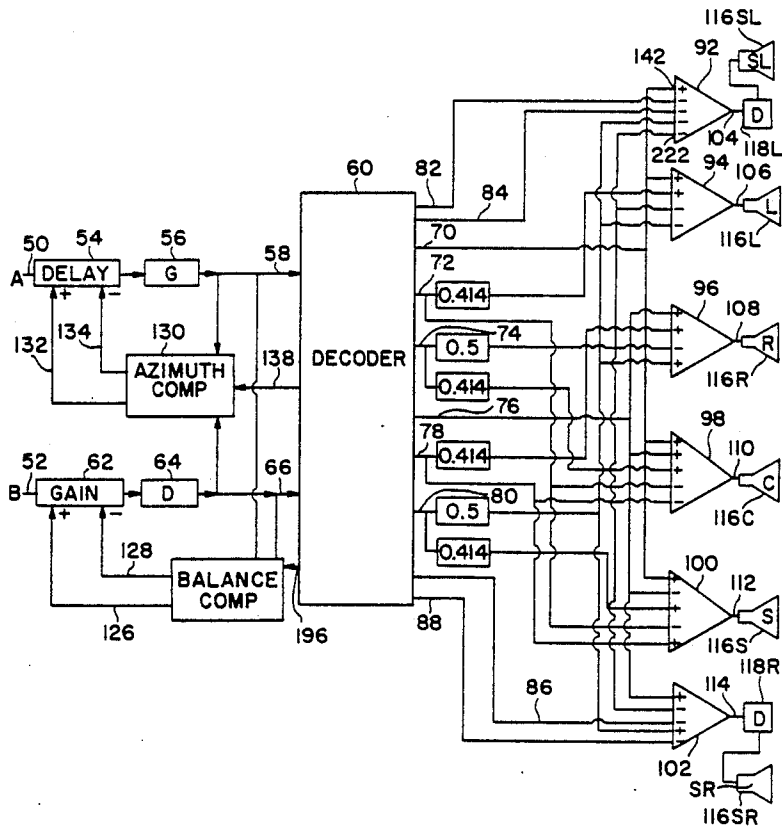 116SL
92
142
SL
+
−
−
−
−
D
104
118L
222
60
82
94
106
84
+
+
−
−
L
116L
50
54
56
58
70
A
DELAY
G
72
+
−
0.414
96
132
134
130
138
74
+
+
−
+
108
R
0.5
DECODER
116R
AZIMUTH
COMP
0.414
76
98
78
52
62
64
66
0.414
+
+
+
−
−
110
C
B
GAIN
D
80
116C
+
−
0.5
100
128
BALANCE
COMP
0.414
+
−
+
−
+
112
S
126
196
88
116S
118R
86
114
+
−
−
+
−
D
102
SR
116SR